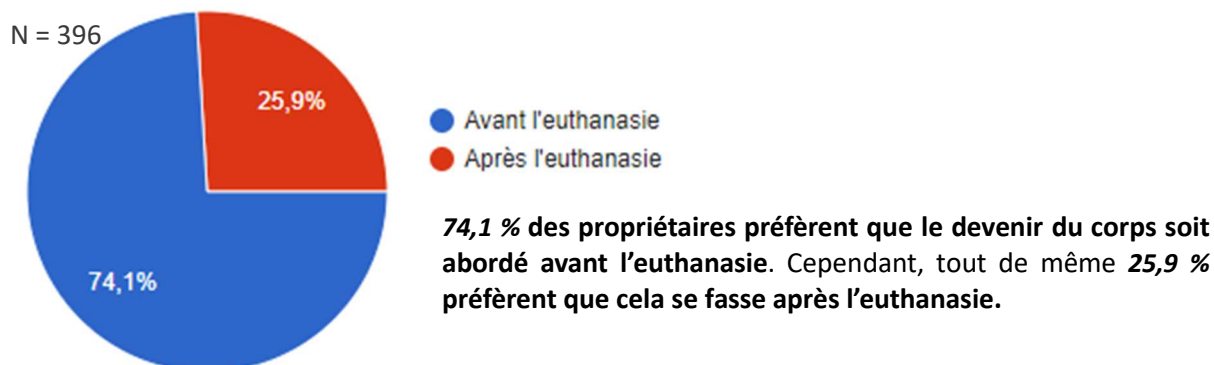 N = 396
25,9%
74,1%
Avant l'euthanasie
Après l'euthanasie
74,1 % des propriétaires préfèrent que le devenir du corps soit
abordé avant l’euthanasie. Cependant, tout de même 25,9 %
préfèrent que cela se fasse après l’euthanasie.